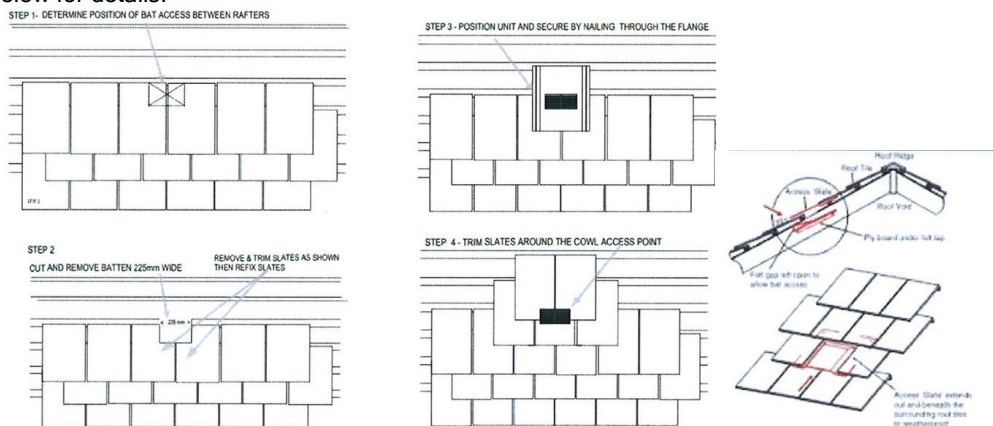 elow for details.
STEP 1- DETERMINE POSITION OF BAT ACCESS BETWEEN RAFTERS
STEP 3 - POSITION UNIT AND SECURE BY NAILING THROUGH THE FLANGE
STEP 2
CUT AND REMOVE BATTEN 225mm WIDE
REMOVE & TRIM SLATES AS SHOWN
THEN REFIX SLATES
225 mm
STEP 4 - TRIM SLATES AROUND THE COWL ACCESS POINT
Roof Ridge
Roof Tile
Access 'Slate'
Roof Void
Ply board under felt lap
Felt gap left open to
allow bat access
Access 'Slate' extends
out and beneath the
surrounding roof tiles
to weatherproof